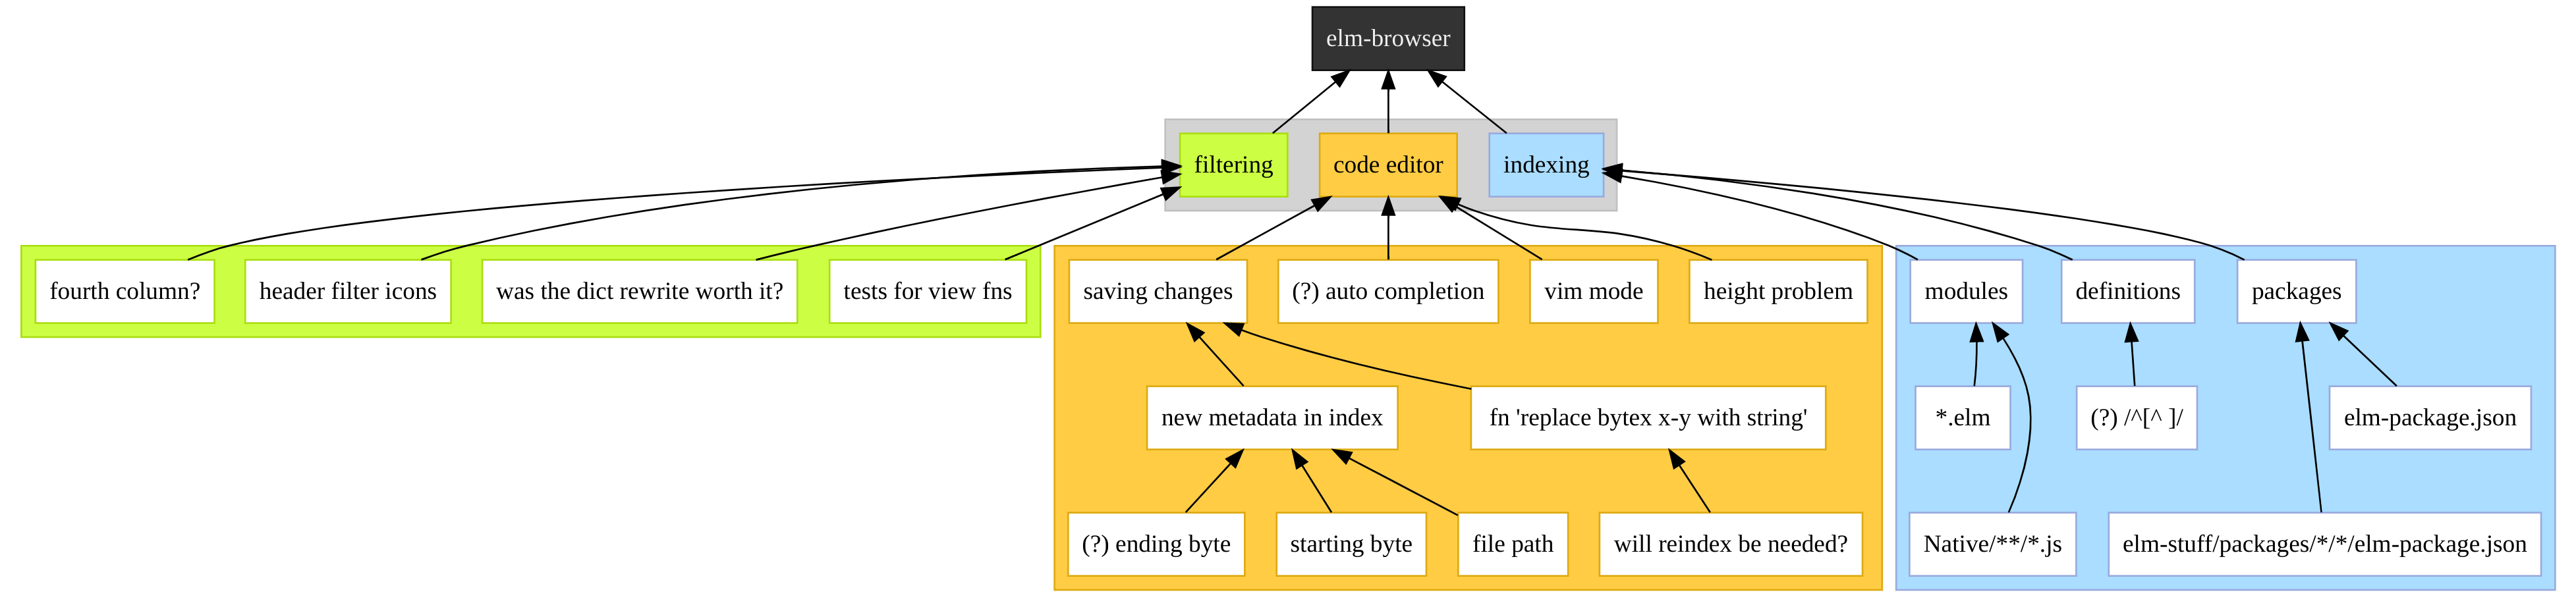 elm-browser
filtering
code editor
indexing
fourth column?
header filter icons
was the dict rewrite worth it?
tests for view fns
saving changes
(?) auto completion
vim mode
height problem
modules
definitions
packages
new metadata in index
fn 'replace bytex x-y with string'
*.elm
(?) /^[^ ]/
elm-package.json
(?) ending byte
starting byte
file path
will reindex be needed?
Native/**/*.js
elm-stuff/packages/*/*/elm-package.json